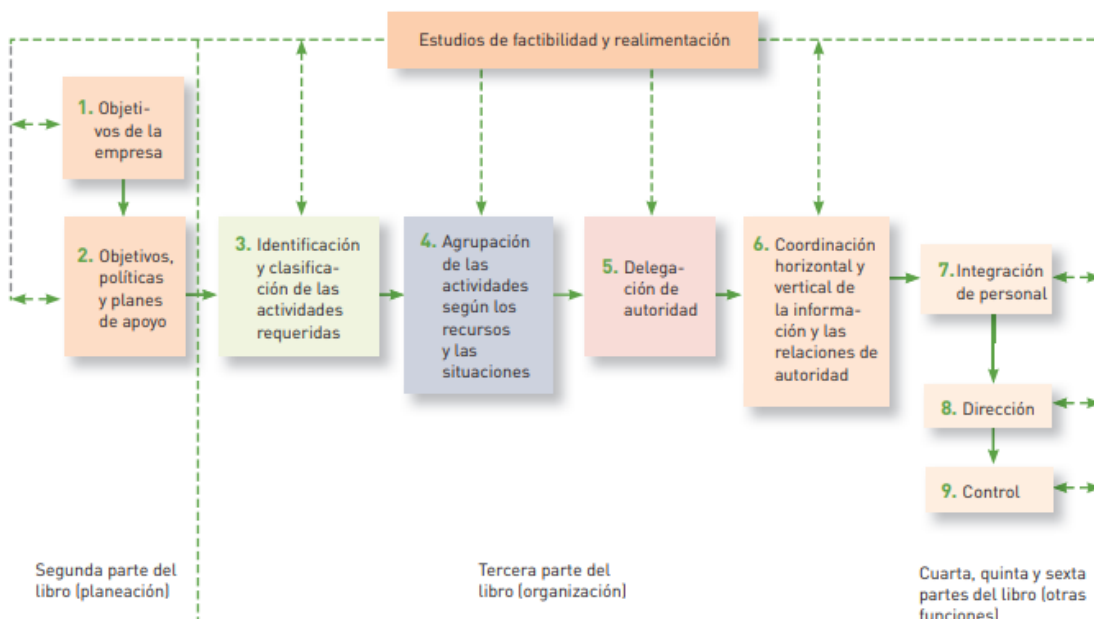 Estudios de factibilidad y realimentación
1. Objeti-
vos de la
empresa
2. Objetivos,
políticas
y planes
de apoyo
3. Identificación
y clasifica-
ción de las
actividades
requeridas
4. Agrupación
de las
actividades
según los
recursos
y las
situaciones
5. Delega-
ción de
autoridad
6. Coordinación
horizontal y
vertical de
la informa-
ción y las
relaciones de
autoridad
7. Integración
de personal
8. Dirección
9. Control
Segunda parte del
libro (planeación)
Tercera parte del
libro (organización)
Cuarta, quinta y sexta
partes del libro (otras
funciones)